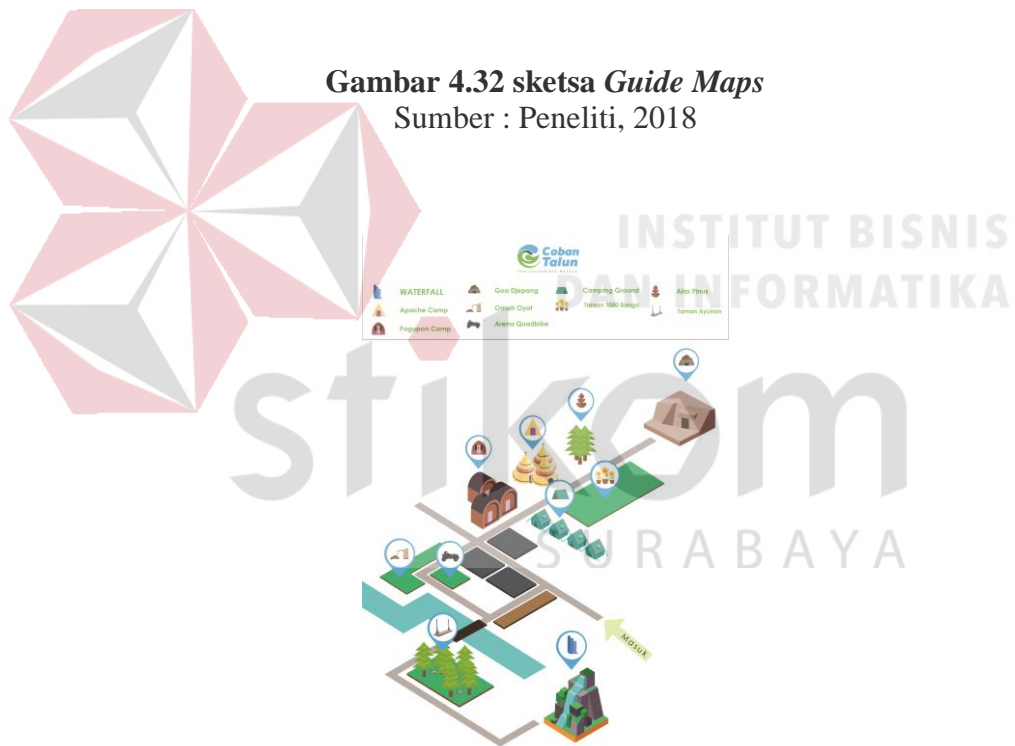 Gambar 4.32 sketsa Guide Maps
Sumber : Peneliti, 2018
INSTITUT BISNIS
DAN INFORMATIKA
stikom
SURABAYA
Coban
Talun
WATERFALL
Apache Camp
Pagupon Camp
Goa Djepang
Omah Oyot
Arena Quadbike
Camping Ground
Taman 1000 Bunga
Alas Pinus
Taman Ayunan
Masuk